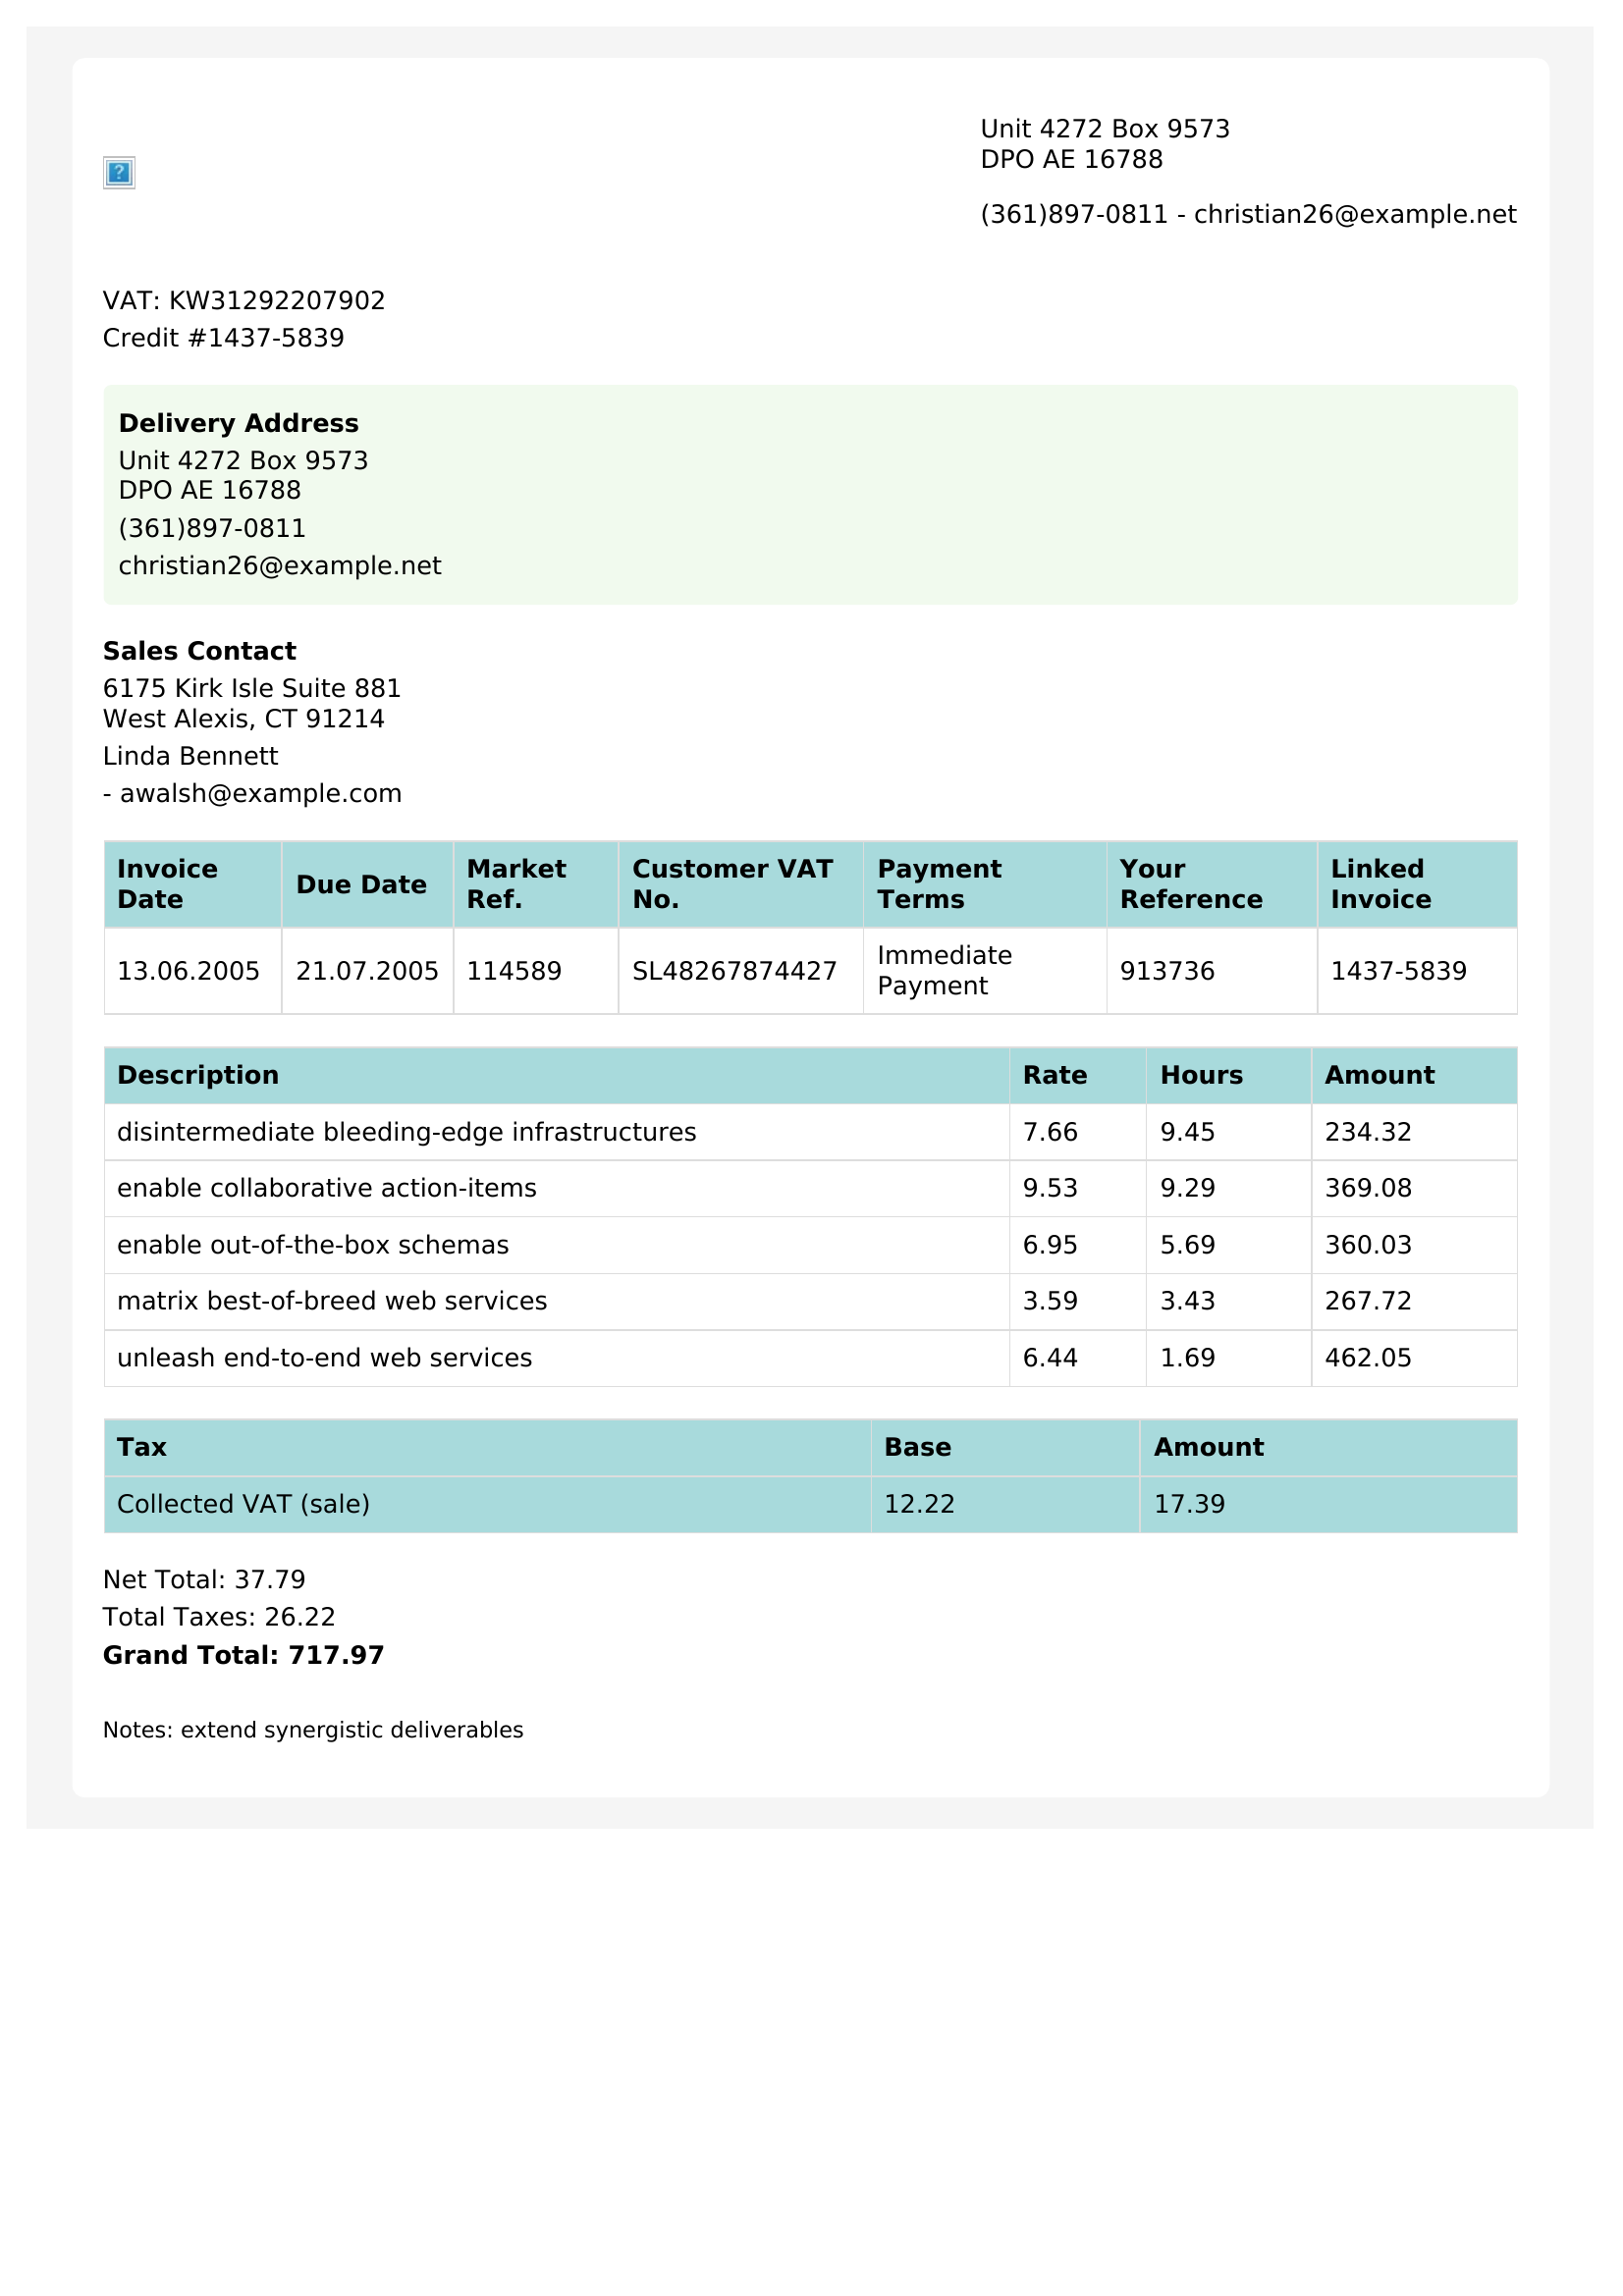 Unit 4272 Box 9573
DPO AE 16788
(361)897-0811 - christian26@example.net
VAT: KW31292207902
Credit #1437-5839
Delivery Address
Unit 4272 Box 9573
DPO AE 16788
(361)897-0811
christian26@example.net
Sales Contact
6175 Kirk Isle Suite 881
West Alexis, CT 91214
Linda Bennett
- awalsh@example.com
Invoice Date Due Date Market Ref. Customer VAT No. Payment Terms Your Reference Linked Invoice
13.06.2005 21.07.2005 114589 SL48267874427 Immediate Payment 913736 1437-5839
Description Rate Hours Amount
disintermediate bleeding-edge infrastructures 7.66 9.45 234.32
enable collaborative action-items 9.53 9.29 369.08
enable out-of-the-box schemas 6.95 5.69 360.03
matrix best-of-breed web services 3.59 3.43 267.72
unleash end-to-end web services 6.44 1.69 462.05
Tax Base Amount
Collected VAT (sale) 12.22 17.39
Net Total: 37.79
Total Taxes: 26.22
Grand Total: 717.97
Notes: extend synergistic deliverables